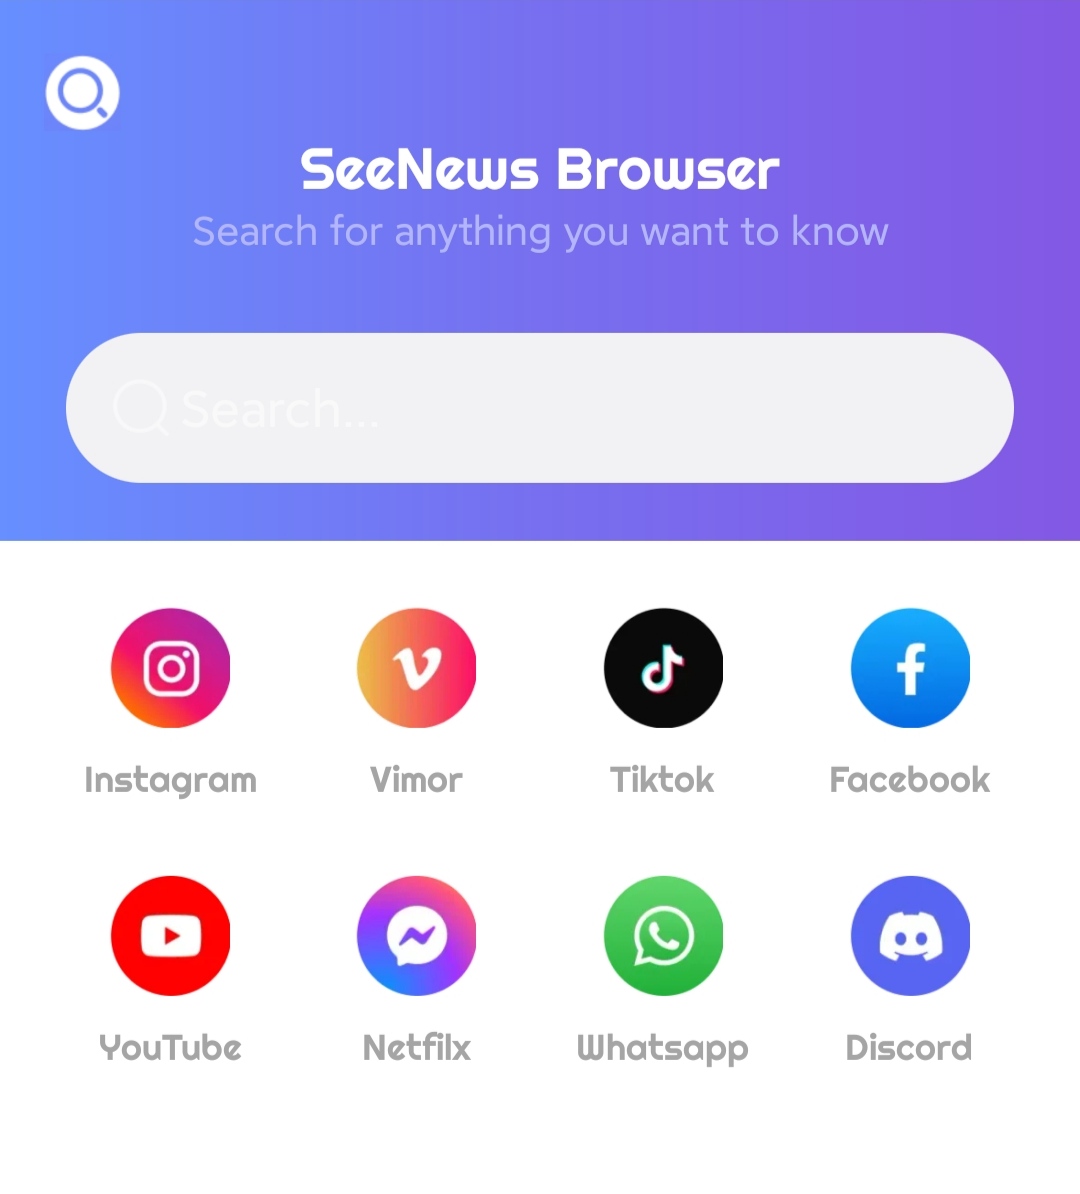 SeeNews Browser
Search for anything you want to know
Search...
Instagram Vimor Tiktok Facebook
YouTube Netfilx Whatsapp Discord